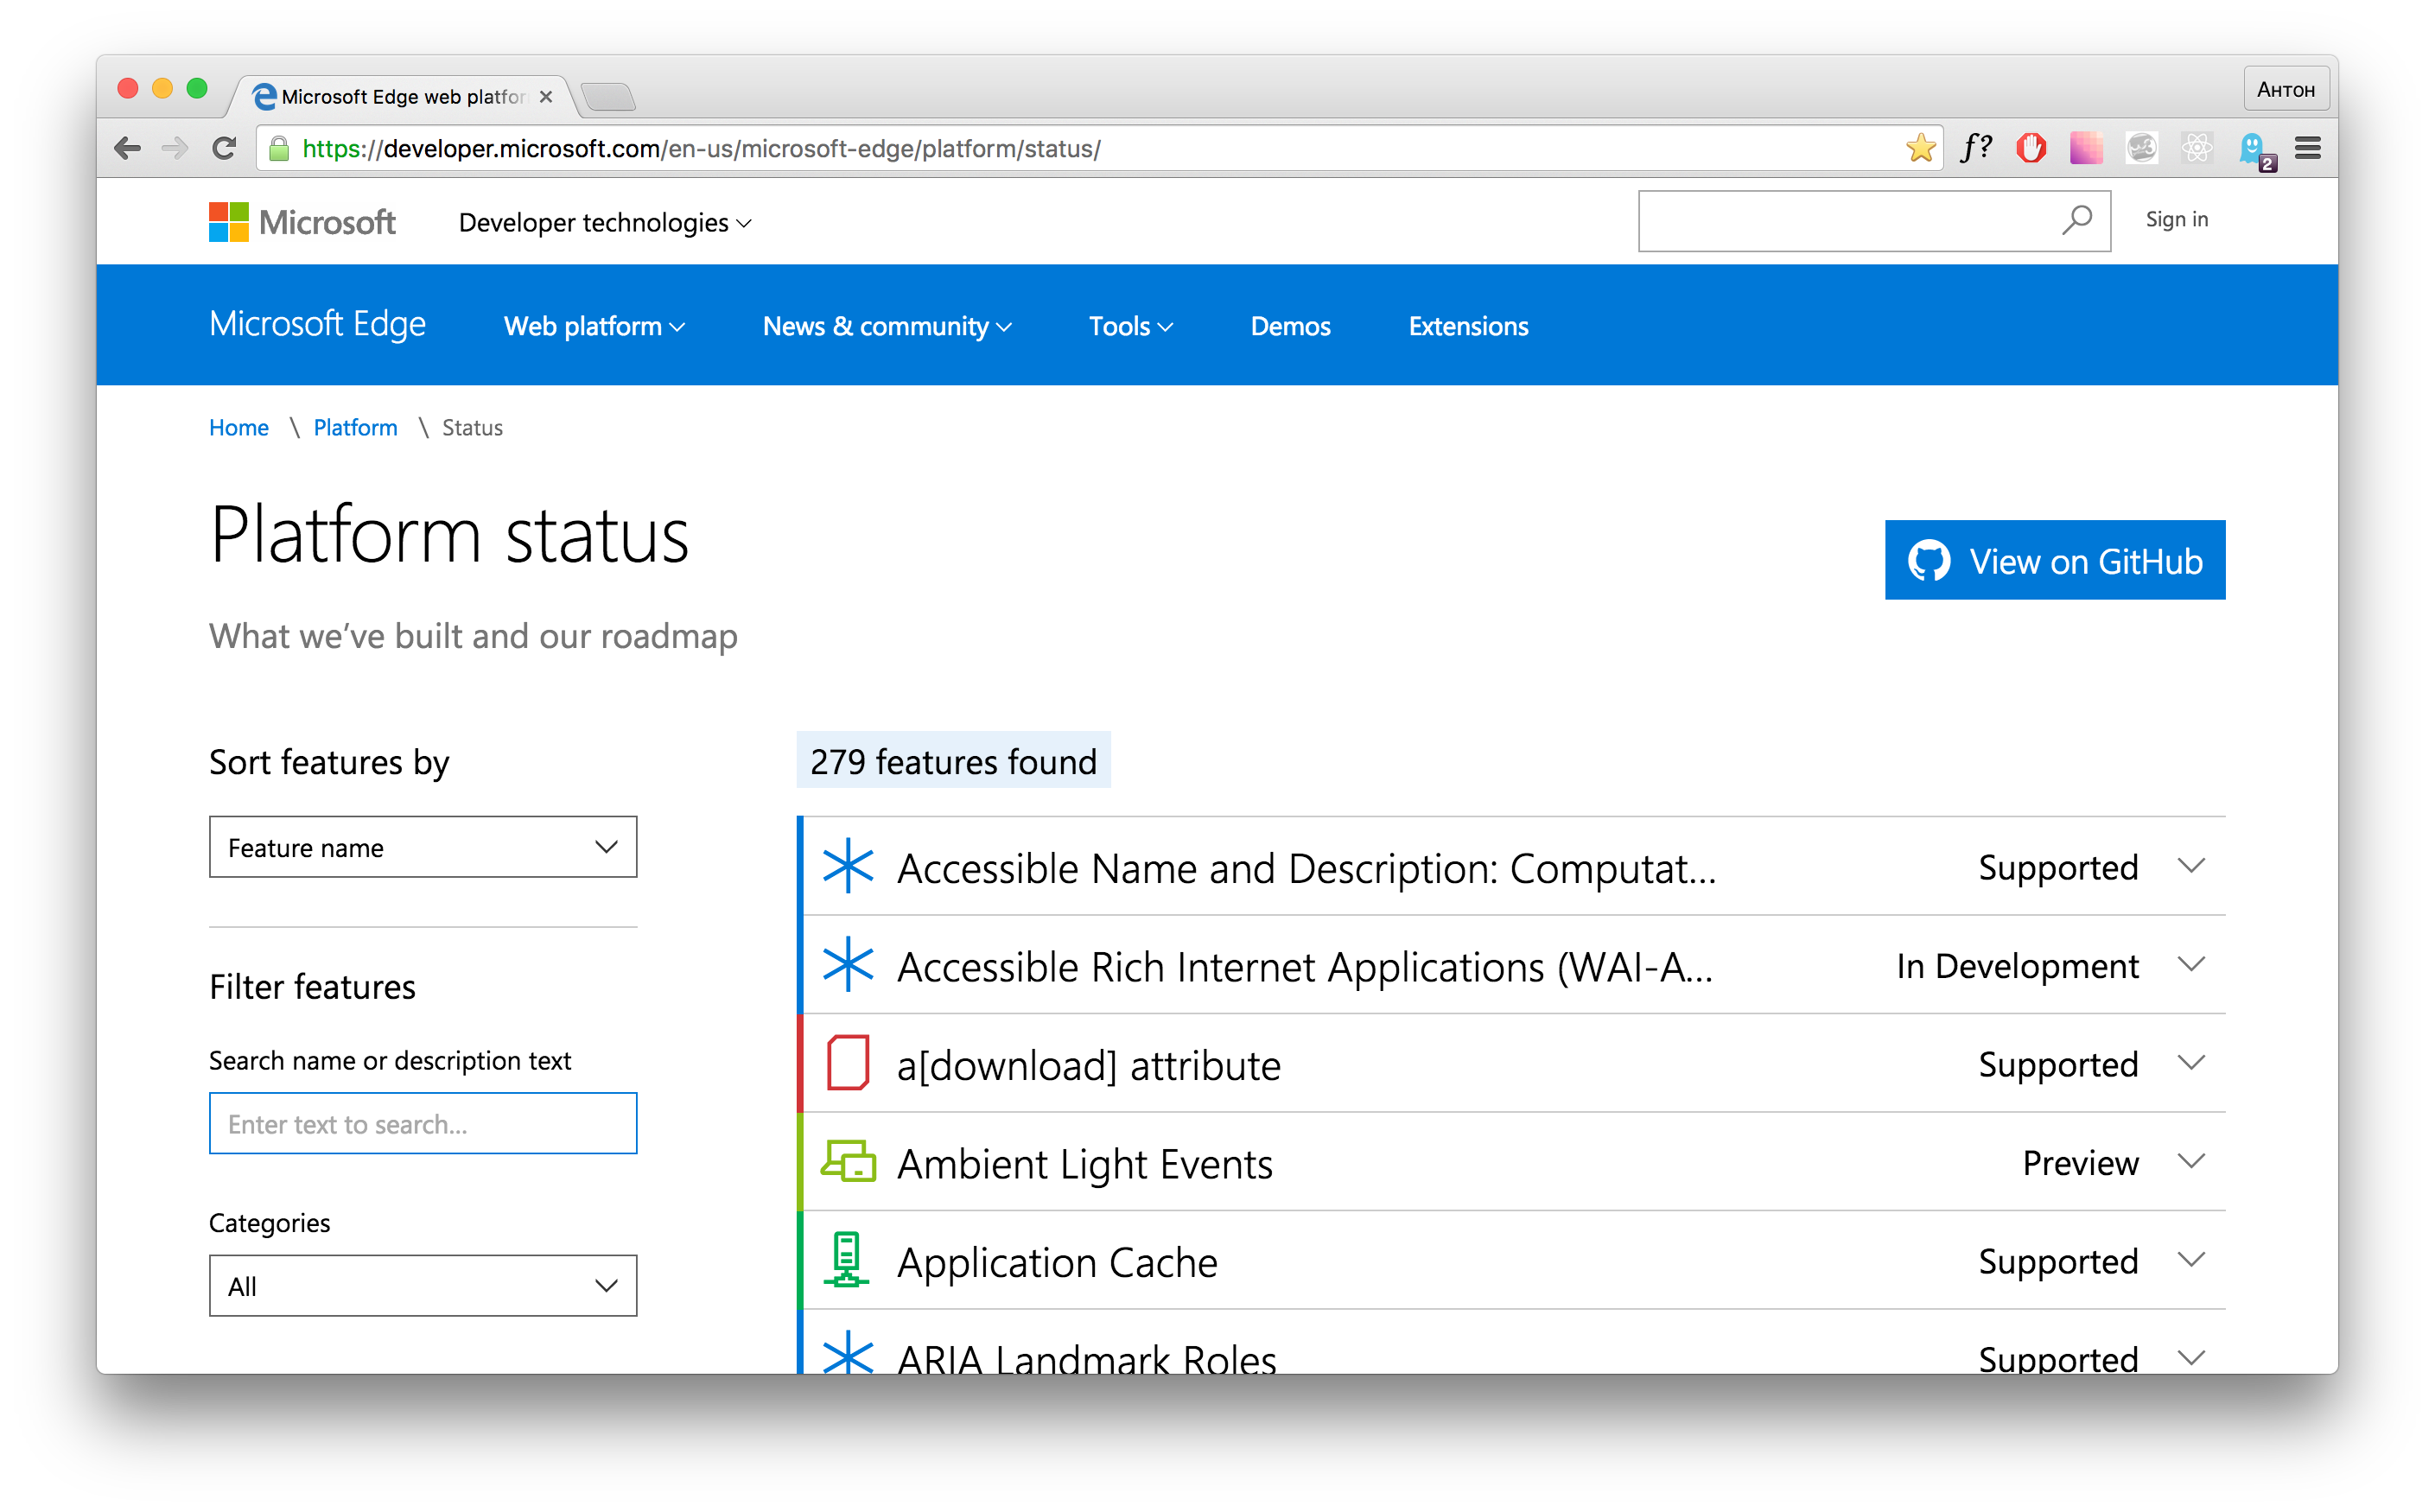 Microsoft Edge web platfor
Антон
https://developer.microsoft.com/en-us/microsoft-edge/platform/status/
f?
2
Microsoft
Developer technologies
Sign in
Microsoft Edge
Web platform
News & community
Tools
Demos
Extensions
Home \ Platform \ Status
Platform status
View on GitHub
What we’ve built and our roadmap
Sort features by
Feature name
Filter features
Search name or description text
Enter text to search...
Categories
All
279 features found
Accessible Name and Description: Computat... Supported
Accessible Rich Internet Applications (WAI-A... In Development
a[download] attribute Supported
Ambient Light Events Preview
Application Cache Supported
ARIA Landmark Roles Supported